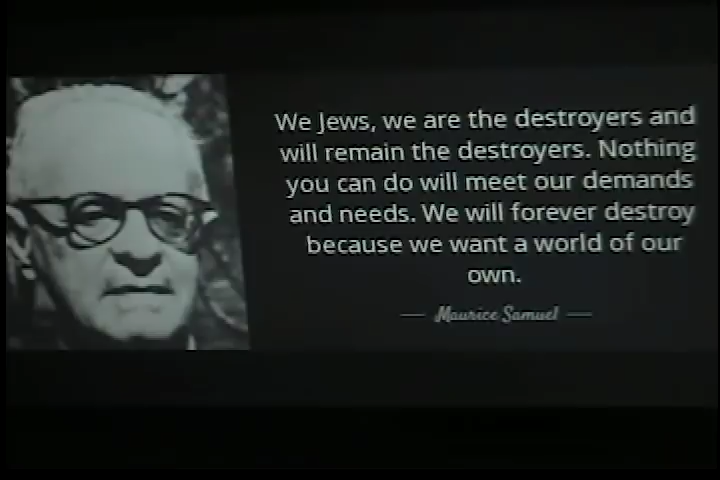 We Jews, we are the destroyers and
will remain the destroyers. Nothing
you can do will meet our demands
and needs. We will forever destroy
because we want a world of our
own.
— Maurice Samuel —